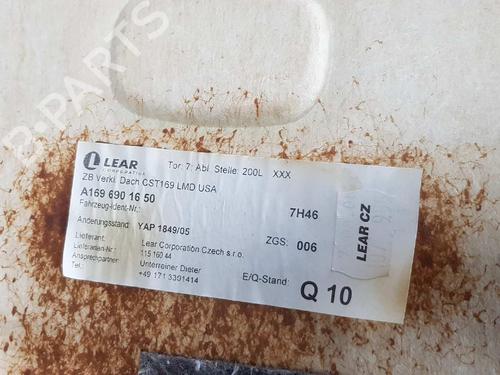 LEAR
CORPORATION
Tor: 7: Abl. Stelle: 200L XXX
ZB Verkl. Dach CST169 LMD USA
A169 690 16 50
Fahrzeug-Ident-Nr.:
7H46
Änderungsstand: YAP 1849/05
ZGS: 006
Lieferant: Lear Corporation Czech s.r.o.
Lieferanten-Nr.: 115 160 44
Ansprechpartner: Unterreiner Dieter
Tel.: +49 171 3391414
E/Q-Stand: Q 10
LEAR CZ
B-PARTS